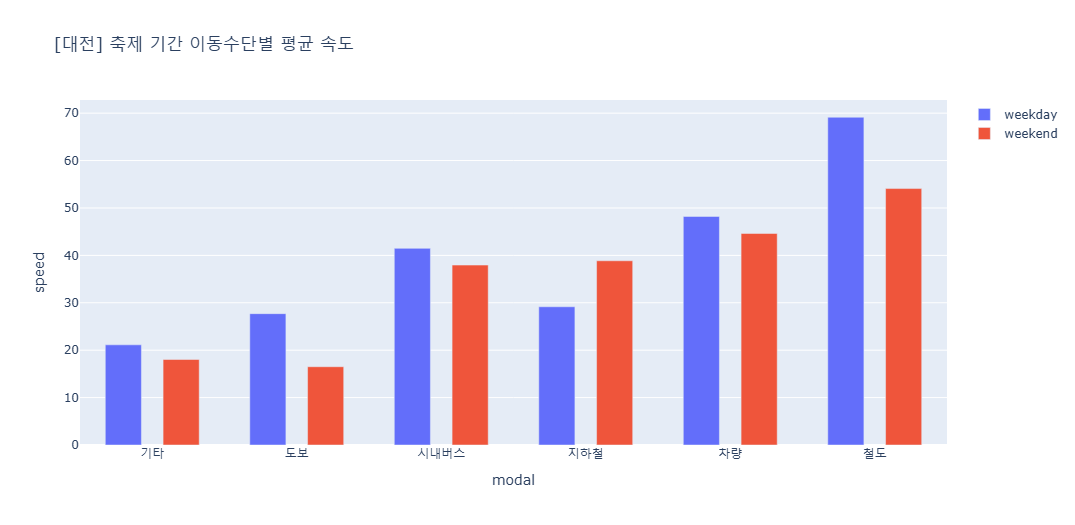 [대전] 축제 기간 이동수단별 평균 속도
weekday
weekend
70
60
50
40
30
20
10
0
speed
기타 도보 시내버스 지하철 차량 철도
modal